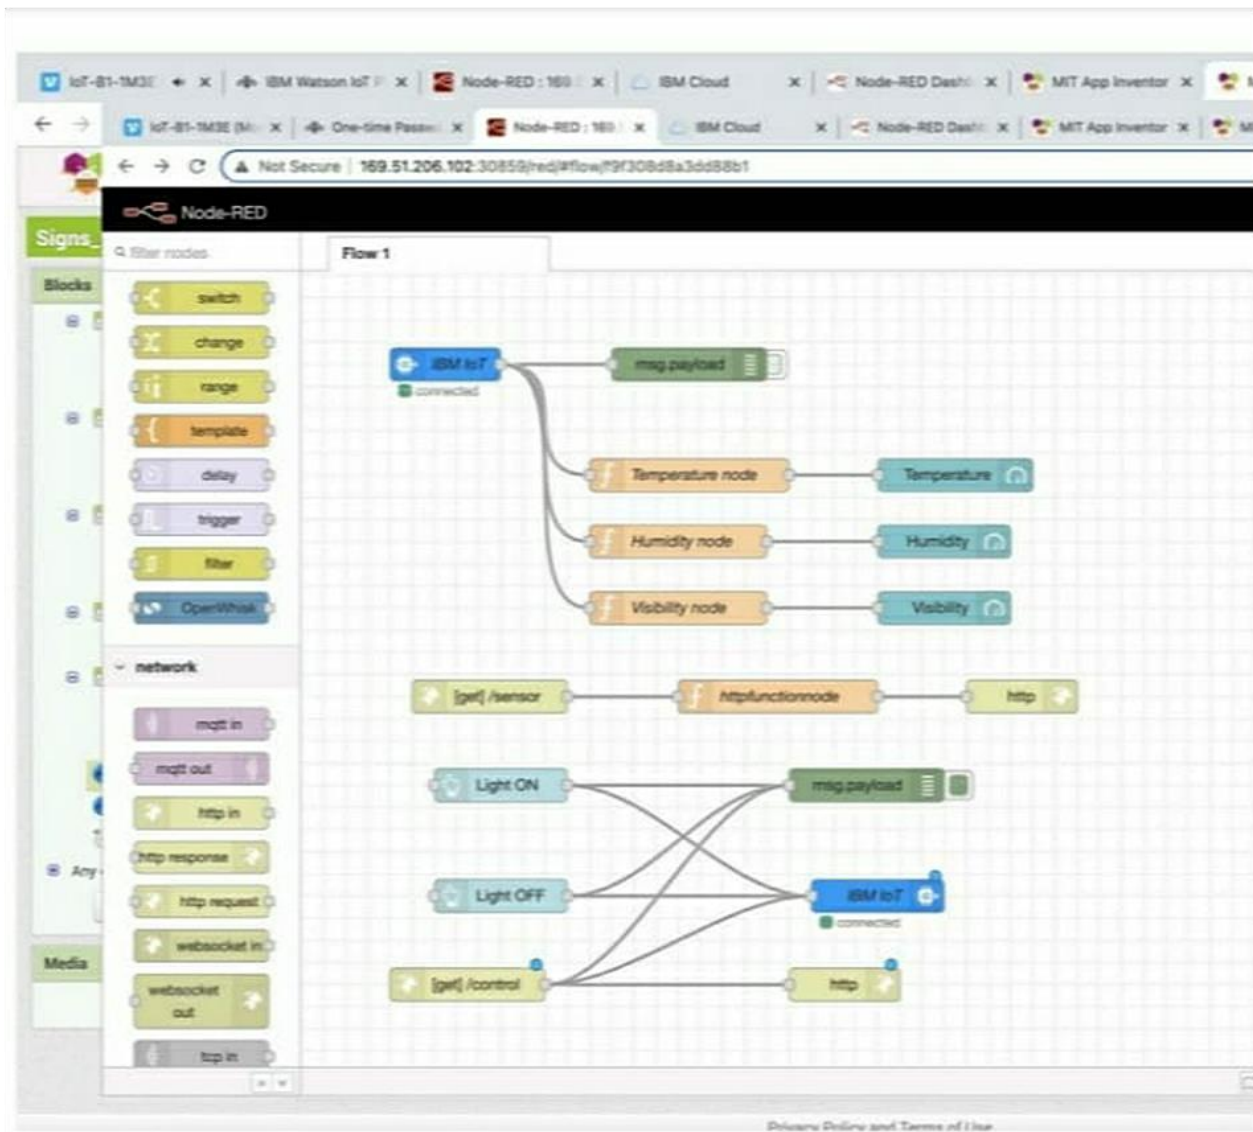 IoT-B1-1M3E
IBM Watson IoT P
Node-RED : 169
IBM Cloud
Node-RED Dash
MIT App Inventor
IoT-B1-1M3E (M
One-time Passw
Node-RED : 169
IBM Cloud
Node-RED Dash
MIT App Inventor
M
Not Secure | 169.51.206.102:30859/red/#flow/f9f308d8a3dd88b1
Node-RED
Signs_
filter nodes
Flow 1
Blocks
switch
change
range
template
delay
trigger
filter
OpenWhisk
network
mqtt in
mqtt out
http in
http response
http request
websocket in
websocket
out
tcp in
Any
Media
IBM IoT
connected
msg.payload
Temperature node
Temperature
Humidity node
Humidity
Visibility node
Visibility
[get] /sensor
httpfunctionnode
http
Light ON
msg.payload
Light OFF
IBM IoT
connected
[get] /control
http
Privacy Policy and Terms of Use